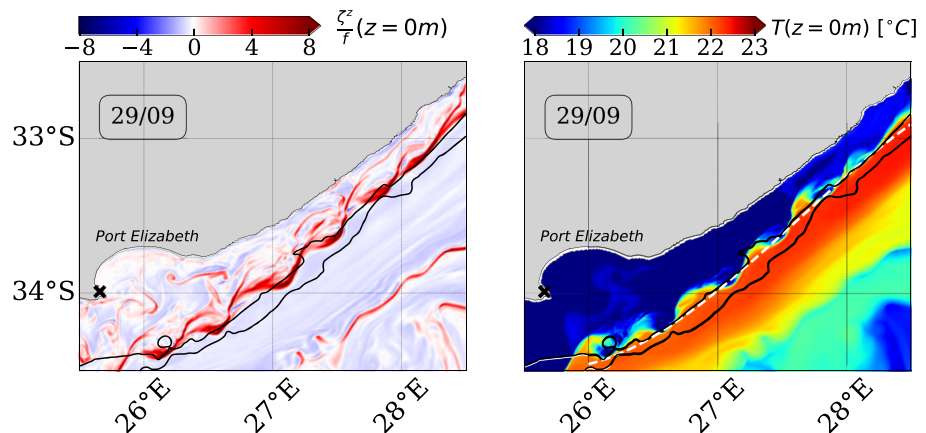 ζ^z/f (z = 0m)
−8 −4 0 4 8
29/09
33°S
34°S
Port Elizabeth
26°E 27°E 28°E
T(z = 0m) [°C]
18 19 20 21 22 23
29/09
Port Elizabeth
26°E 27°E 28°E